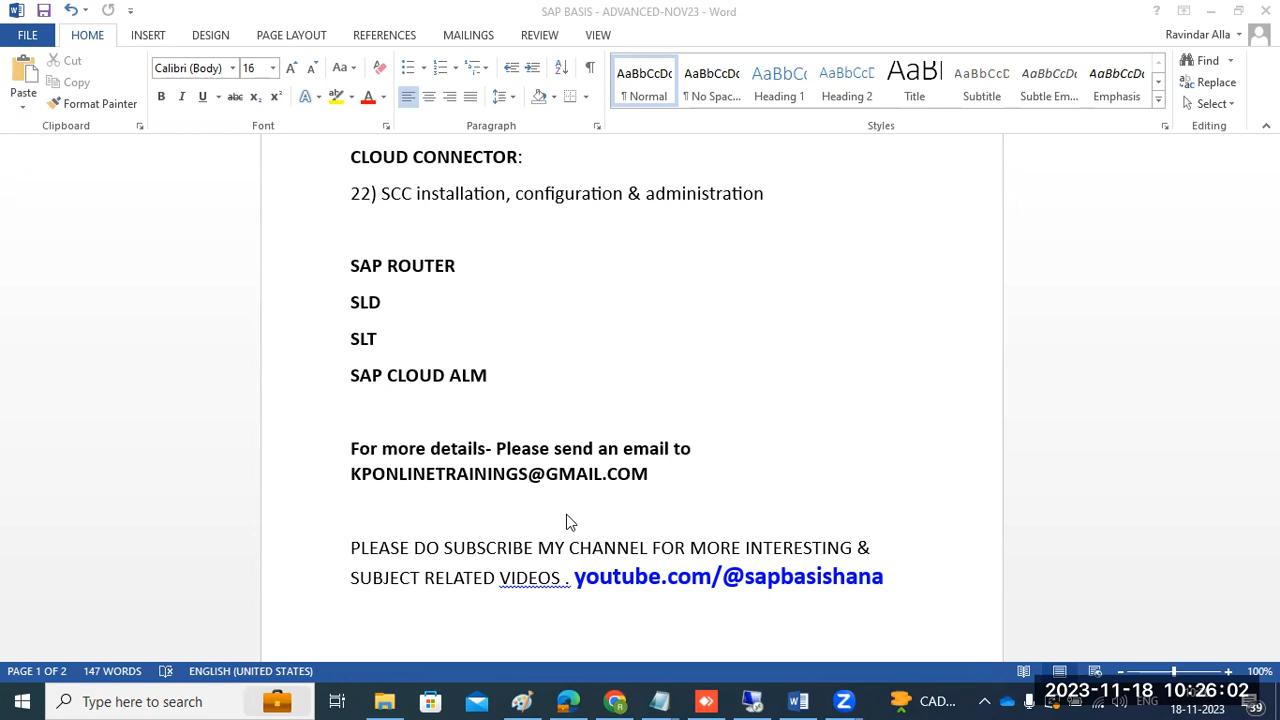 SAP BASIS - ADVANCED-NOV23 - Word
FILE HOME INSERT DESIGN PAGE LAYOUT REFERENCES MAILINGS REVIEW VIEW
Ravindar Alla
Paste
Cut
Copy
Format Painter
Clipboard
Calibri (Body) 16
Font
Paragraph
AaBbCcDc AaBbCcDc AaBbCc AaBbCcC AaBl AaBbCcD AaBbCcDc AaBbCcDc
¶ Normal ¶ No Spac... Heading 1 Heading 2 Title Subtitle Subtle Em... Emphasis
Styles
Find
Replace
Select
Editing
CLOUD CONNECTOR:
22) SCC installation, configuration & administration
SAP ROUTER
SLD
SLT
SAP CLOUD ALM
For more details- Please send an email to
KPONLINETRAININGS@GMAIL.COM
PLEASE DO SUBSCRIBE MY CHANNEL FOR MORE INTERESTING &
SUBJECT RELATED VIDEOS . youtube.com/@sapbasishana
PAGE 1 OF 2 147 WORDS ENGLISH (UNITED STATES) 100%
Type here to search
CAD...
ENG
2023-11-18 10:26:02
18-11-2023
39